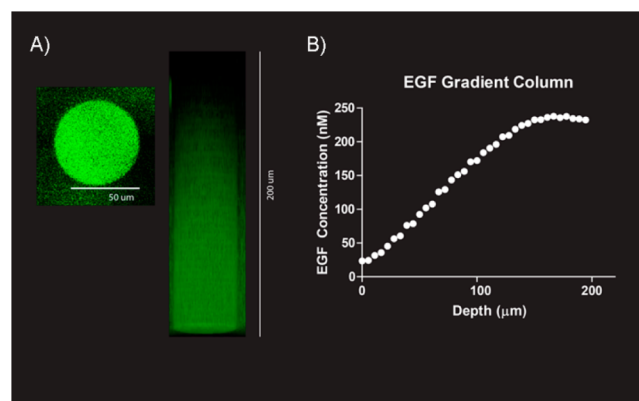 A)
50 um
200 um
B)
EGF Gradient Column
EGF Concentration (nM)
250
200
150
100
50
0
0
100
200
Depth (μm)